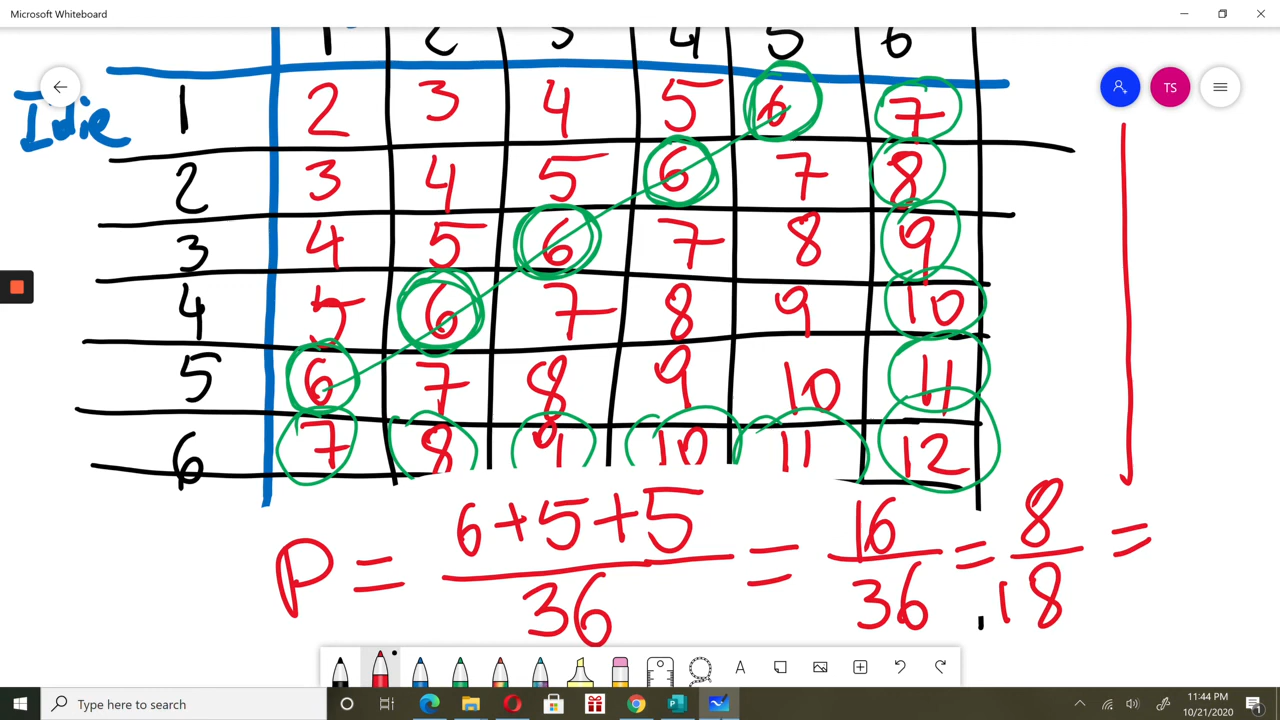 Microsoft Whiteboard
1 2 3 4 5 6
TS
I die 1 2 3 4 5 6 7
2 3 4 5 6 7 8
3 4 5 6 7 8 9
4 5 6 7 8 9 10
5 6 7 8 9 10 11
6 7 8 9 10 11 12
P = 6+5+5 / 36 = 16 / 36 = 8 / 18 =
A
Type here to search
11:44 PM
10/21/2020
1